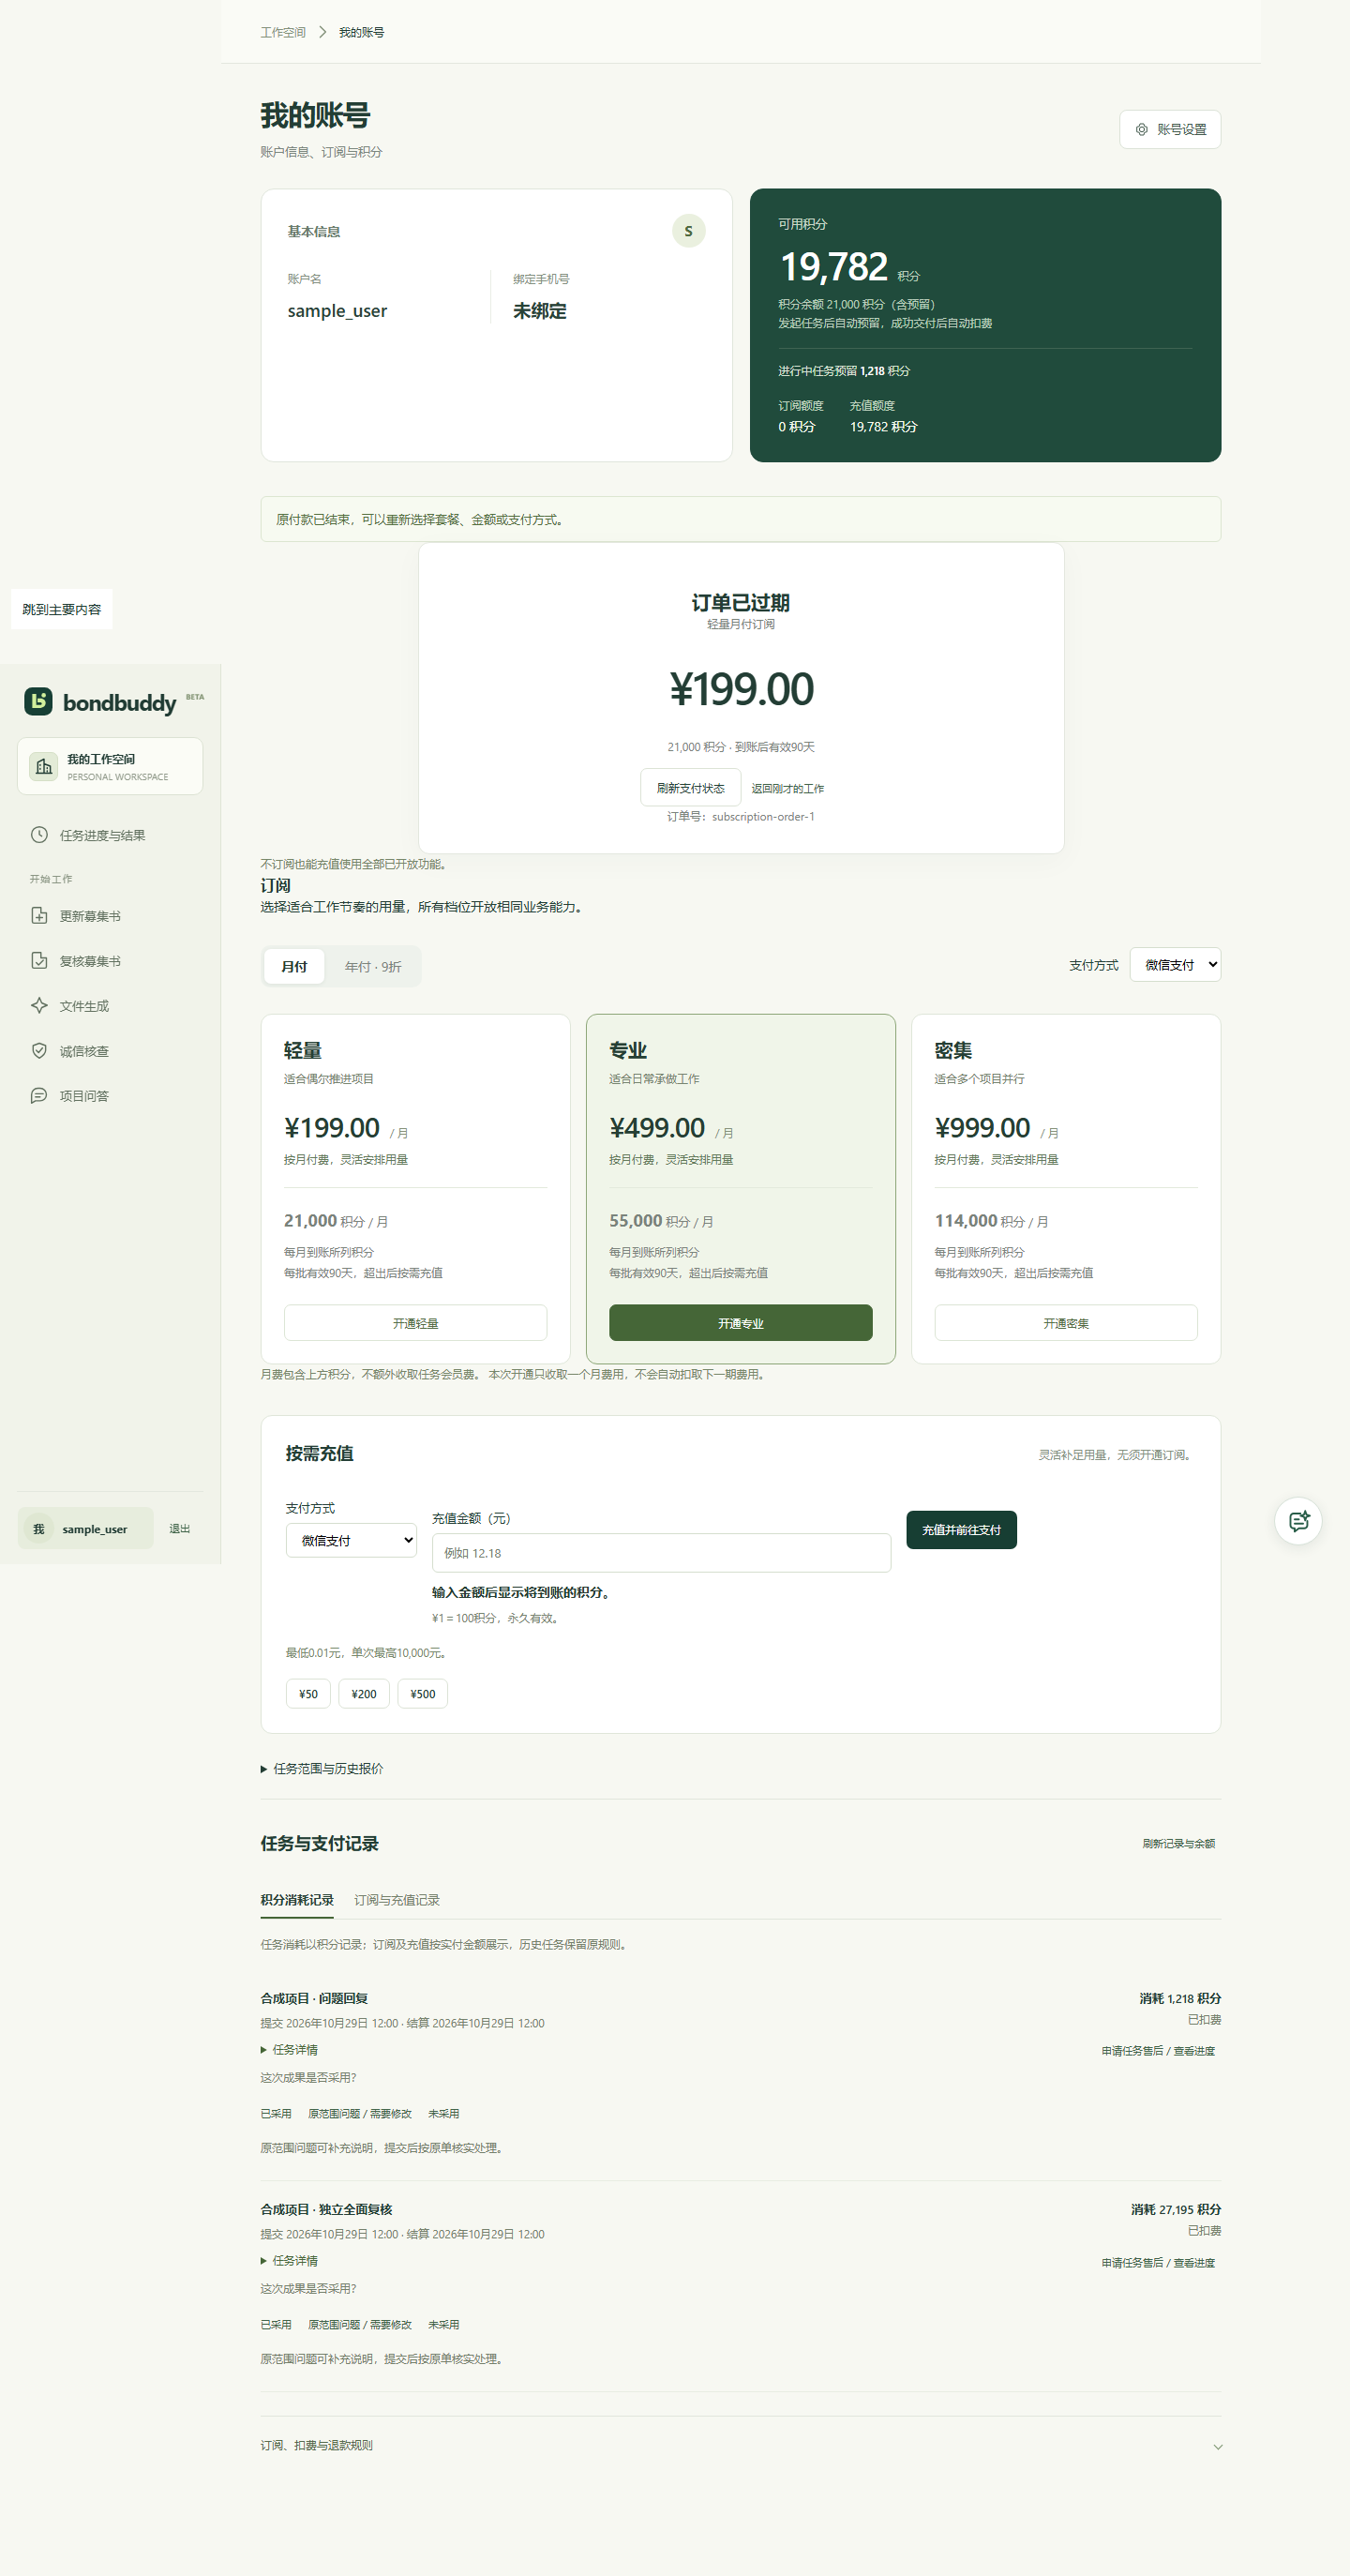 工作空间 > 我的账号
我的账号
账户信息、订阅与积分
账号设置
基本信息
S
账户名
sample_user
绑定手机号
未绑定
可用积分
19,782 积分
积分余额 21,000 积分（含预留）
发起任务后自动预留，成功交付后自动扣费
进行中任务预留 1,218 积分
订阅额度
0 积分
充值额度
19,782 积分
原付款已结束，可以重新选择套餐、金额或支付方式。
订单已过期
轻量月付订阅
¥199.00
21,000 积分 · 到账后有效90天
刷新支付状态
返回刚才的工作
订单号：subscription-order-1
跳到主要内容
bondbuddy BETA
我的工作空间
PERSONAL WORKSPACE
任务进度与结果
开始工作
更新募集书
复核募集书
文件生成
诚信核查
项目问答
我 sample_user
退出
不订阅也能充值使用全部已开放功能。
订阅
选择适合工作节奏的用量，所有档位开放相同业务能力。
月付
年付 · 9折
支付方式
微信支付
轻量
适合偶尔推进项目
¥199.00 / 月
按月付费，灵活安排用量
21,000 积分 / 月
每月到账所列积分
每批有效90天，超出后按需充值
开通轻量
专业
适合日常承做工作
¥499.00 / 月
按月付费，灵活安排用量
55,000 积分 / 月
每月到账所列积分
每批有效90天，超出后按需充值
开通专业
密集
适合多个项目并行
¥999.00 / 月
按月付费，灵活安排用量
114,000 积分 / 月
每月到账所列积分
每批有效90天，超出后按需充值
开通密集
月费包含上方积分，不额外收取任务会员费。 本次开通只收取一个月费用，不会自动扣取下一期费用。
按需充值
灵活补足用量，无须开通订阅。
支付方式
微信支付
充值金额（元）
例如 12.18
充值并前往支付
输入金额后显示将到账的积分。
¥1 = 100积分，永久有效。
最低0.01元，单次最高10,000元。
¥50
¥200
¥500
任务范围与历史报价
任务与支付记录
刷新记录与余额
积分消耗记录
订阅与充值记录
任务消耗以积分记录；订阅及充值按实付金额展示，历史任务保留原规则。
合成项目 · 问题回复
消耗 1,218 积分
提交 2026年10月29日 12:00 · 结算 2026年10月29日 12:00
已扣费
任务详情
申请任务售后 / 查看进度
这次成果是否采用？
已采用
原范围问题 / 需要修改
未采用
原范围问题可补充说明，提交后按原单核实处理。
合成项目 · 独立全面复核
消耗 27,195 积分
提交 2026年10月29日 12:00 · 结算 2026年10月29日 12:00
已扣费
任务详情
申请任务售后 / 查看进度
这次成果是否采用？
已采用
原范围问题 / 需要修改
未采用
原范围问题可补充说明，提交后按原单核实处理。
订阅、扣费与退款规则